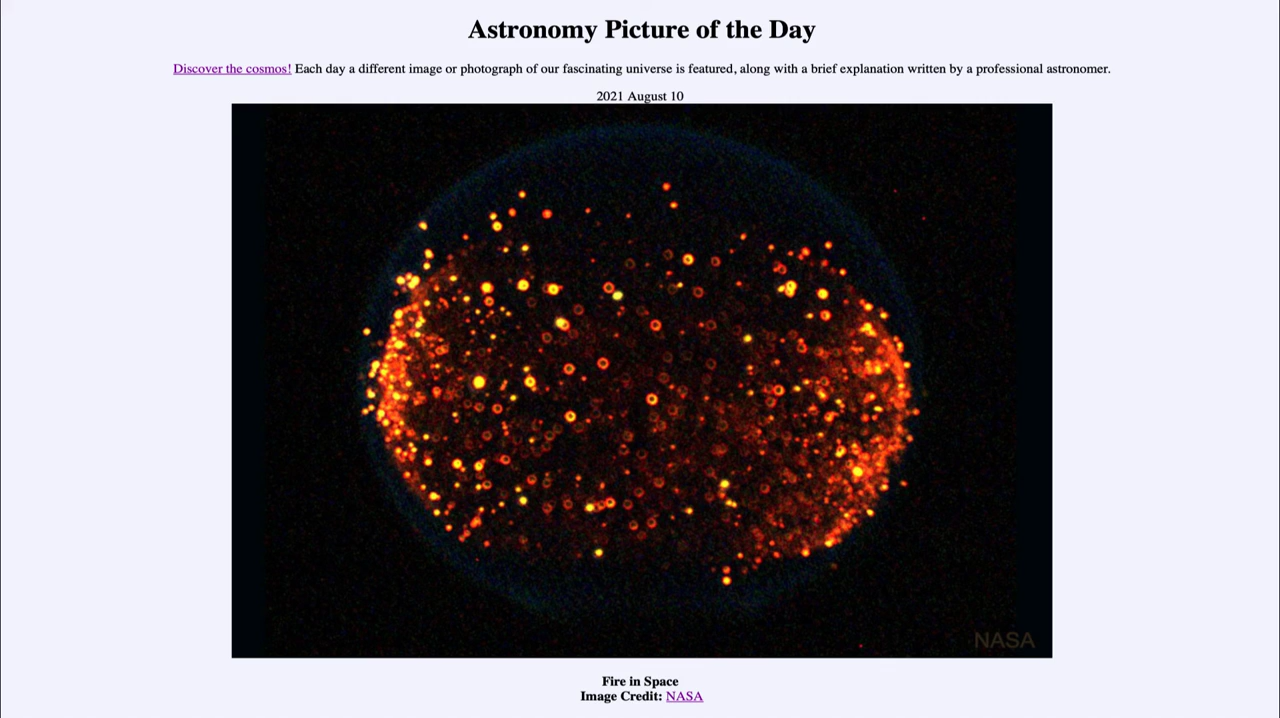 Astronomy Picture of the Day
Discover the cosmos! Each day a different image or photograph of our fascinating universe is featured, along with a brief explanation written by a professional astronomer.
2021 August 10
NASA
Fire in Space
Image Credit: NASA